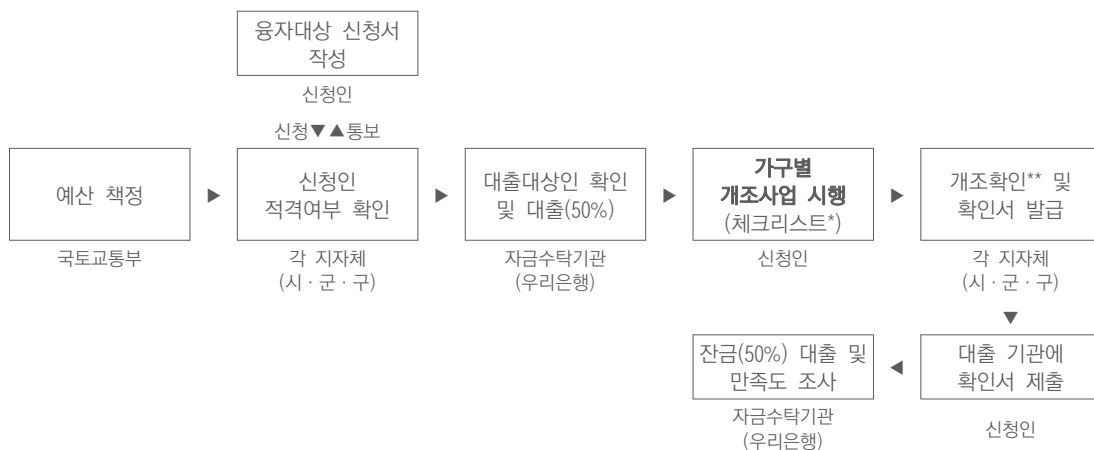 융자대상 신청서
작성
신청인
신청▼▲통보
예산 책정
국토교통부
▶
신청인
적격여부 확인
각 지자체
(시 · 군 · 구)
▶
대출대상인 확인
및 대출(50%)
자금수탁기관
(우리은행)
▶
가구별
개조사업 시행
(체크리스트*)
신청인
▶
개조확인** 및
확인서 발급
각 지자체
(시 · 군 · 구)
▼
대출 기관에
확인서 제출
신청인
◀
잔금(50%) 대출 및
만족도 조사
자금수탁기관
(우리은행)